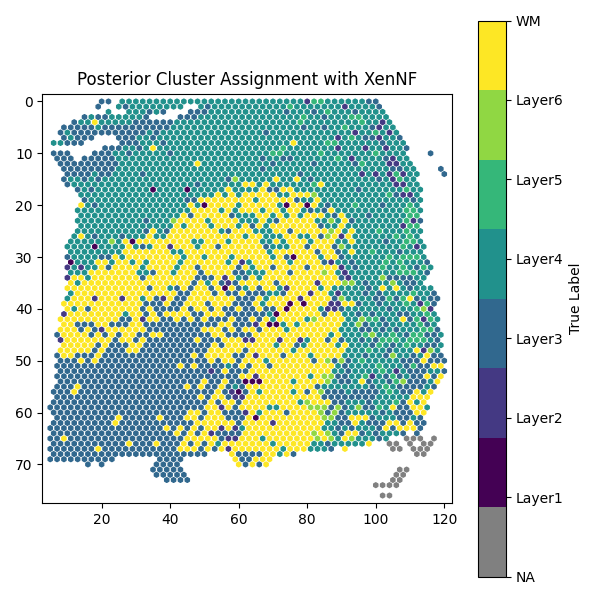 Posterior Cluster Assignment with XenNF
0
10
20
30
40
50
60
70
20
40
60
80
100
120
WM
Layer6
Layer5
Layer4
Layer3
Layer2
Layer1
NA
True Label